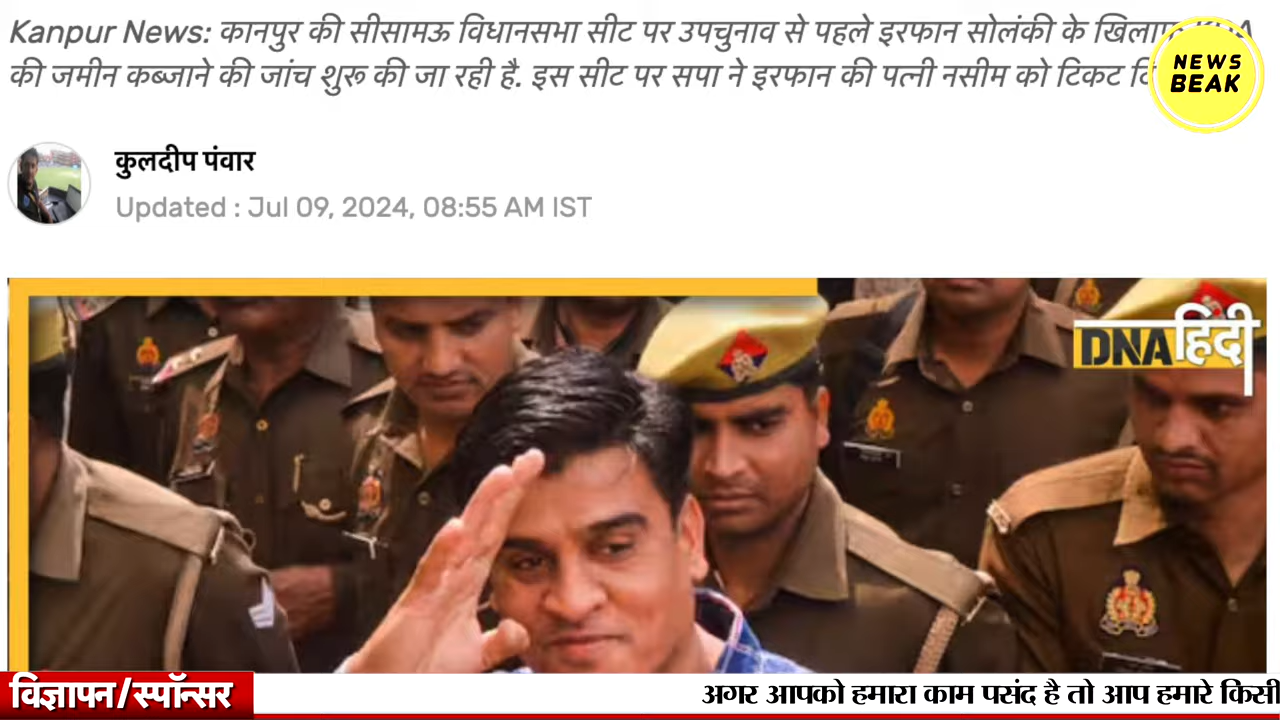 Kanpur News: कानपुर की सीसामऊ विधानसभा सीट पर उपचुनाव से पहले इरफान सोलंकी के खिलाफ
की जमीन कब्जाने की जांच शुरू की जा रही है. इस सीट पर सपा ने इरफान की पत्नी नसीम को टिकट
NEWS
BEAK
कुलदीप पंवार
Updated : Jul 09, 2024, 08:55 AM IST
DNA हिंदी
विज्ञापन/स्पॉन्सर
अगर आपको हमारा काम पसंद है तो आप हमारे किसी